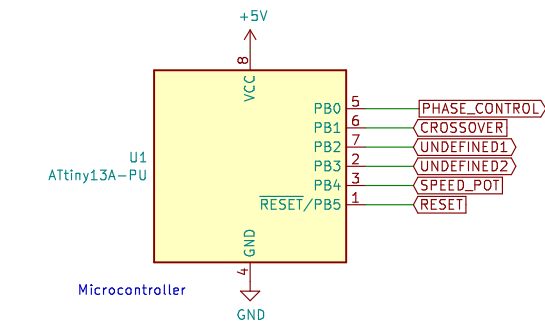 +5V
8
VCC
PB0 5 PHASE_CONTROL
PB1 6 CROSSOVER
PB2 7 UNDEFINED1
U1
PB3 2 UNDEFINED2
ATtiny13A-PU
PB4 3 SPEED_POT
RESET/PB5 1 RESET
GND
4
Microcontroller
GND